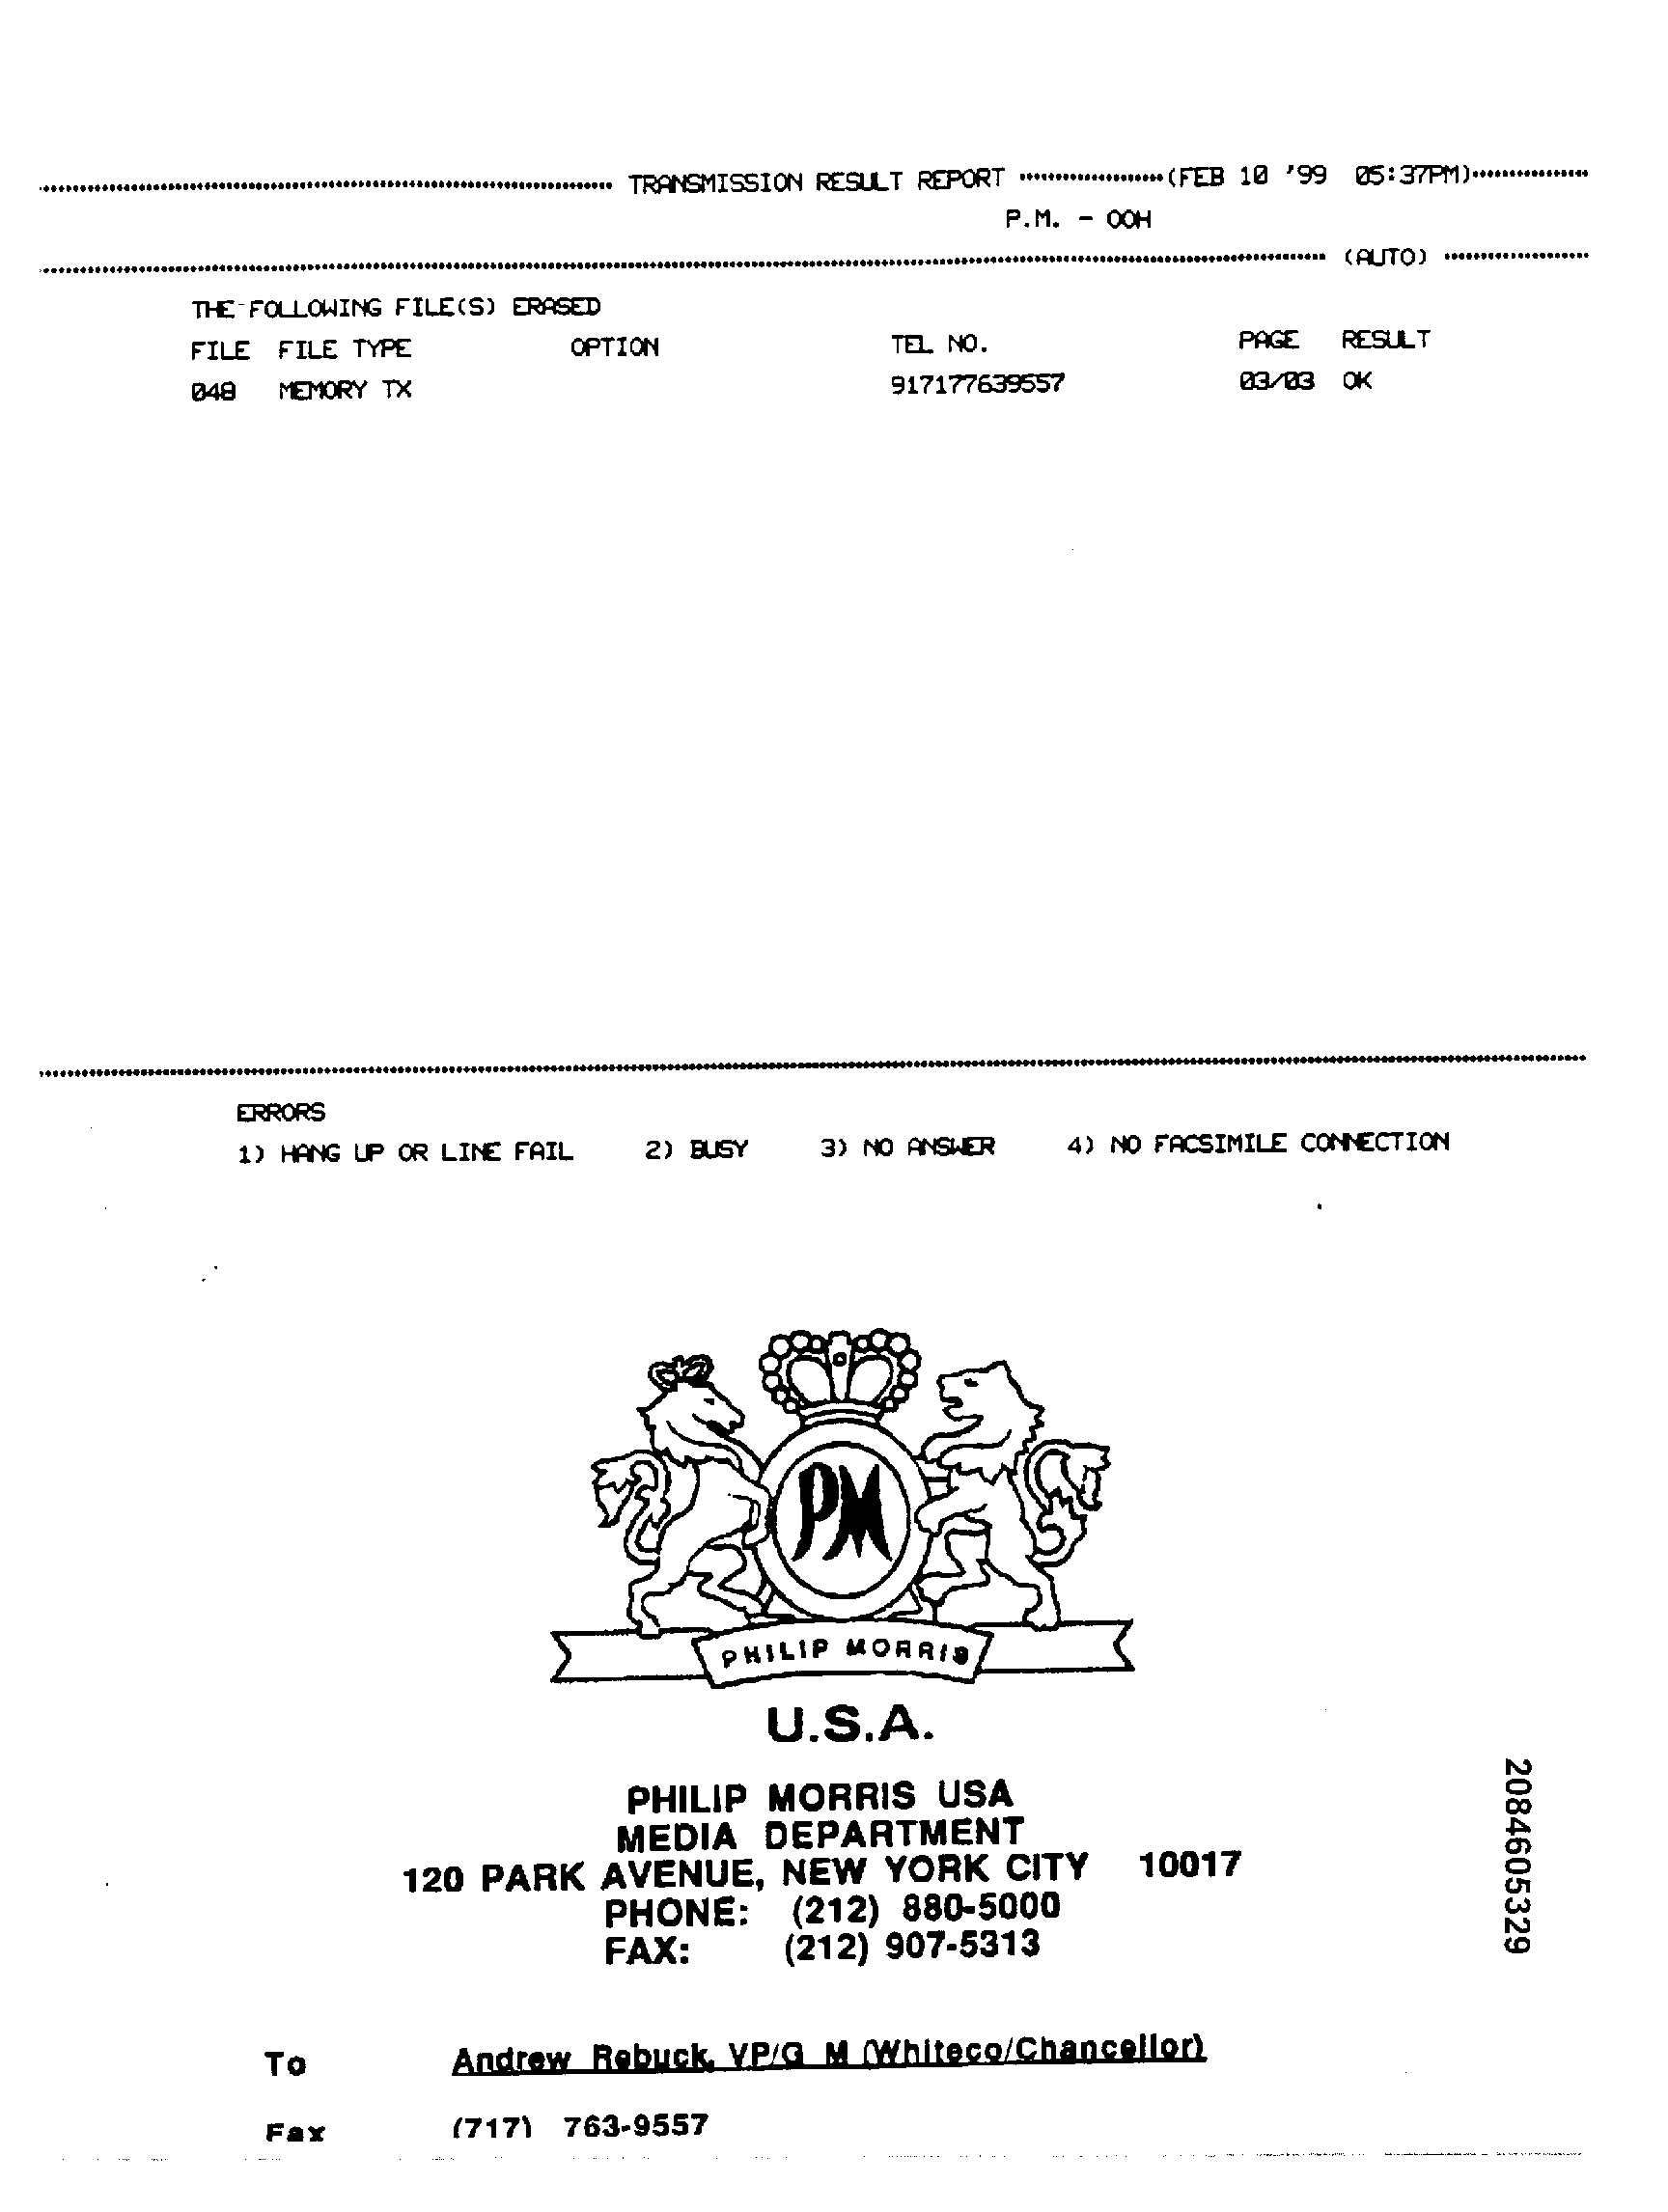 TRANSMISSION RESULT REPORT (FEB 10 '99 05:37PM)
P.M. - OOH
(AUTO)
THE FOLLOWING FILE(S) ERASED
FILE FILE TYPE OPTION TEL NO. PAGE RESULT
048 MEMORY TX 917177639557 03/03 OK
ERRORS
1) HANG UP OR LINE FAIL 2) BUSY 3) NO ANSWER 4) NO FACSIMILE CONNECTION
PM
PHILIP MORRIS
U.S.A.
PHILIP MORRIS USA
MEDIA DEPARTMENT
120 PARK AVENUE, NEW YORK CITY 10017
PHONE: (212) 880-5000
FAX: (212) 907-5313
2084605329
To Andrew Rebuck, VP/G M (Whiteco/Chancellor)
Fax (717) 763-9557